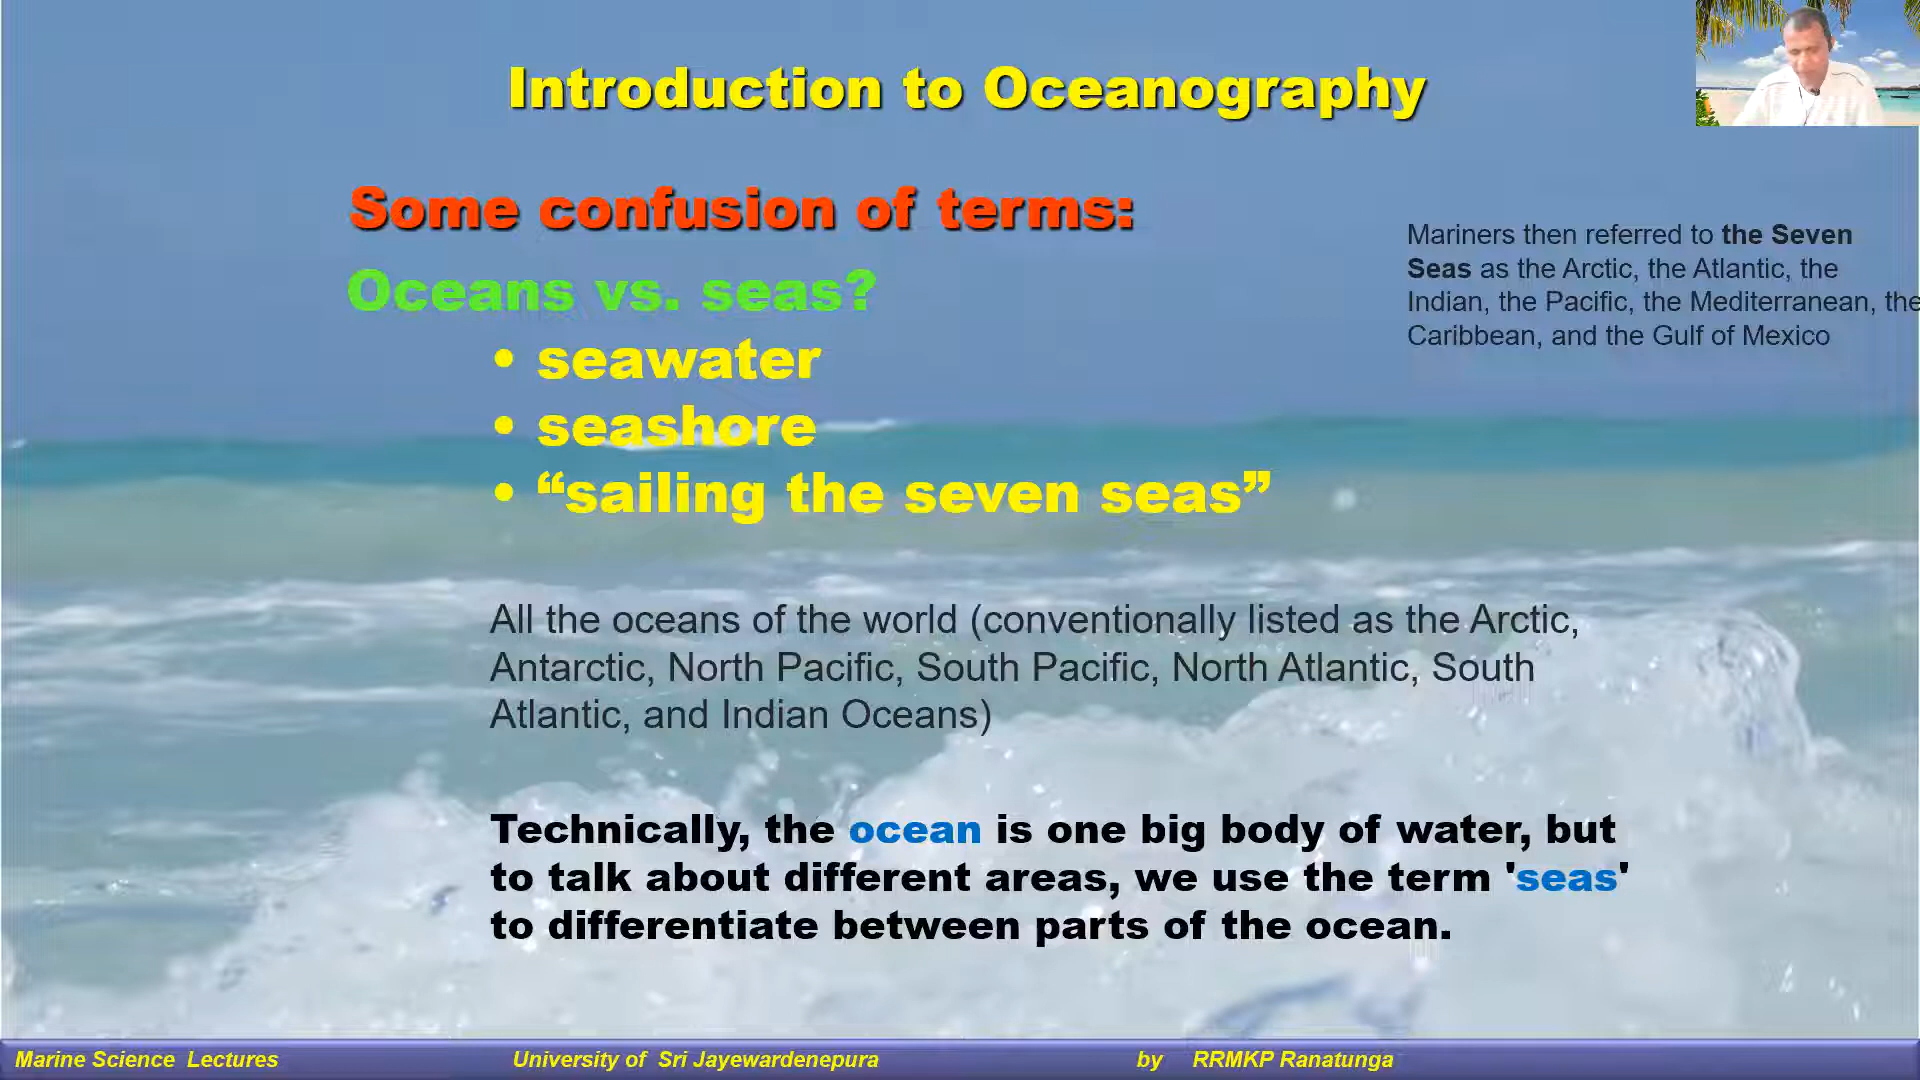 Introduction to Oceanography
Some confusion of terms:
Oceans vs. seas?
• seawater
• seashore
• “sailing the seven seas”
Mariners then referred to the Seven
Seas as the Arctic, the Atlantic, the
Indian, the Pacific, the Mediterranean, the
Caribbean, and the Gulf of Mexico
All the oceans of the world (conventionally listed as the Arctic,
Antarctic, North Pacific, South Pacific, North Atlantic, South
Atlantic, and Indian Oceans)
Technically, the ocean is one big body of water, but
to talk about different areas, we use the term 'seas'
to differentiate between parts of the ocean.
Marine Science Lectures University of Sri Jayewardenepura by RRMKP Ranatunga